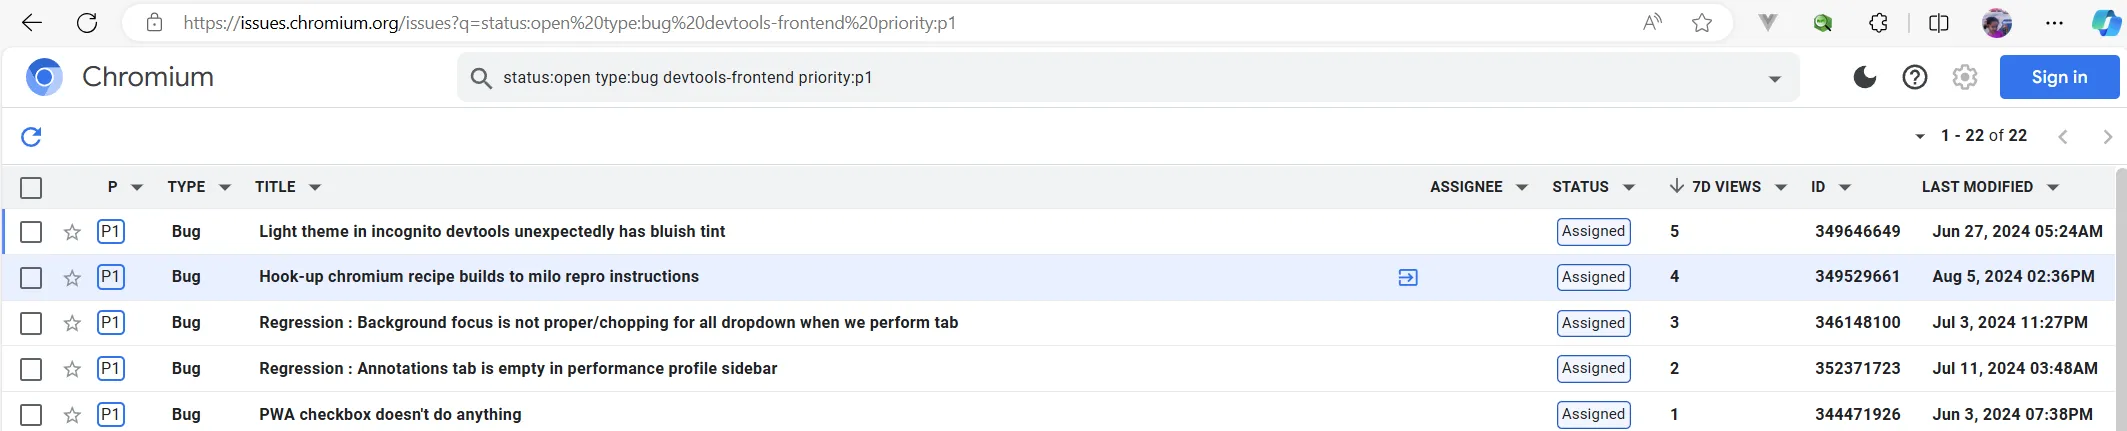 https://issues.chromium.org/issues?q=status:open%20type:bug%20devtools-frontend%20priority:p1
Chromium
status:open type:bug devtools-frontend priority:p1
Sign in
1 - 22 of 22
P TYPE TITLE ASSIGNEE STATUS 7D VIEWS ID LAST MODIFIED
P1 Bug Light theme in incognito devtools unexpectedly has bluish tint Assigned 5 349646649 Jun 27, 2024 05:24AM
P1 Bug Hook-up chromium recipe builds to milo repro instructions Assigned 4 349529661 Aug 5, 2024 02:36PM
P1 Bug Regression : Background focus is not proper/chopping for all dropdown when we perform tab Assigned 3 346148100 Jul 3, 2024 11:27PM
P1 Bug Regression : Annotations tab is empty in performance profile sidebar Assigned 2 352371723 Jul 11, 2024 03:48AM
P1 Bug PWA checkbox doesn't do anything Assigned 1 344471926 Jun 3, 2024 07:38PM